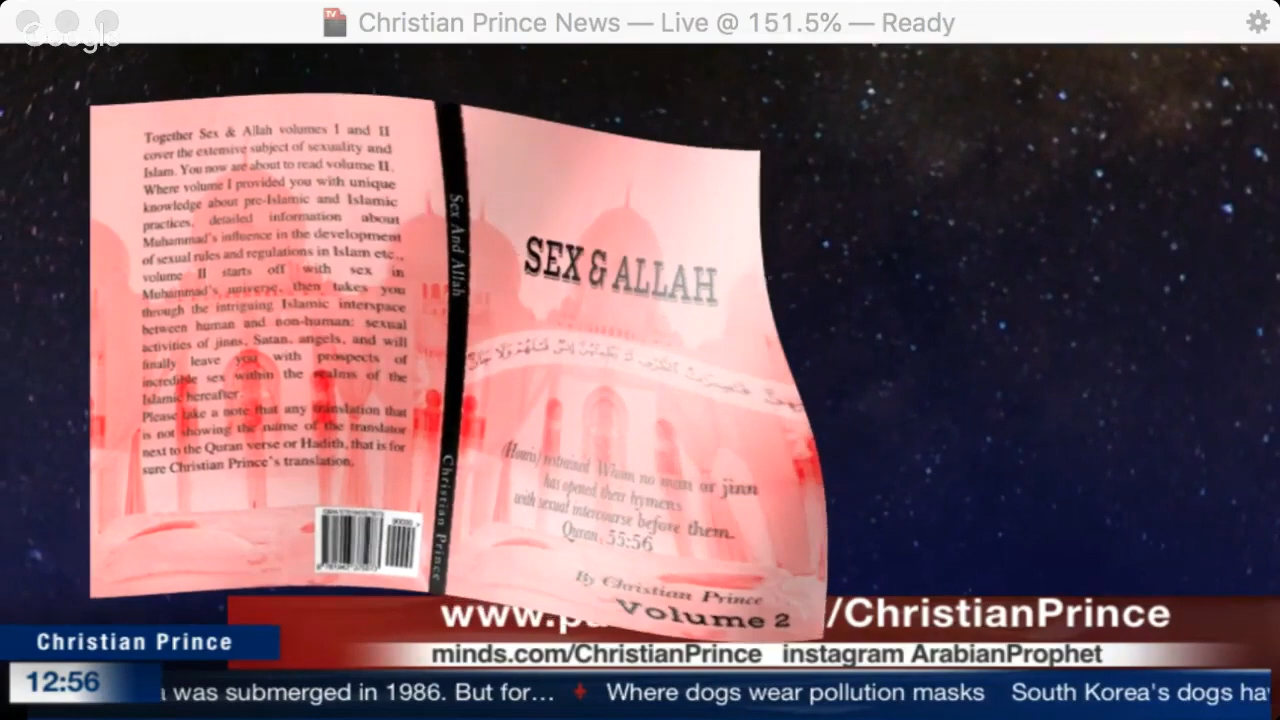 Christian Prince News — Live @ 151.5% — Ready
Google
Together Sex & Allah volumes I and II
cover the extensive subject of sexuality and
Islam. You now are about to read volume II.
Where volume I provided you with unique
knowledge about pre-Islamic and Islamic
practices, detailed information about
Muhammad's influence in the development
of sexual rules and regulations in Islam etc.,
volume II starts off with sex in
Muhammad's universe, then takes you
through the intriguing Islamic interspace
between human and non-human: sexual
activities of jinns, Satan, angels, and will
finally leave you with prospects of
incredible sex within the realms of the
Islamic hereafter.
Please take a note that any translation that
is not showing the name of the translator
next to the Quran verse or Hadith, that is for
sure Christian Prince's translation.
Sex And Allah
Christian Prince
SEX & ALLAH
(Houris) restrained Whom no man or jinn
has opened their hymens
with sexual intercourse before them.
Quran, 55:56
By Christian Prince
Volume 2
www.p /ChristianPrince
minds.com/ChristianPrince instagram ArabianProphet
Christian Prince
12:56
was submerged in 1986. But for... Where dogs wear pollution masks South Korea's dogs ha